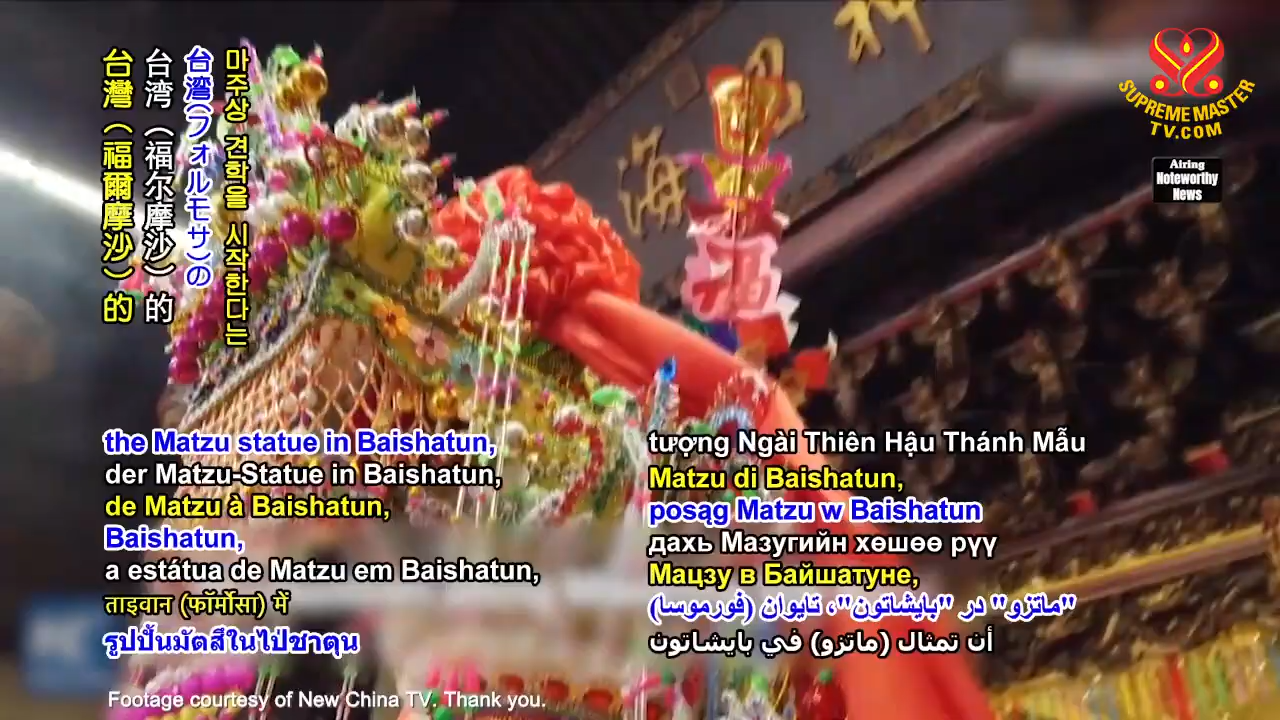 台灣（福爾摩沙）的
台湾（福尔摩沙）的
台湾(フォルモサ)の
마주상 견학을 시작한다는
SUPREME MASTER
TV.COM
Airing
Noteworthy
News
海
福
the Matzu statue in Baishatun,
der Matzu-Statue in Baishatun,
de Matzu à Baishatun,
Baishatun,
a estátua de Matzu em Baishatun,
ताइवान (फॉर्मोसा) में
รูปปั้นมัตสึในไป๋ชาตุน
tượng Ngài Thiên Hậu Thánh Mẫu
Matzu di Baishatun,
posąg Matzu w Baishatun
дахь Мазугийн хөшөө рүү
Мацзу в Байшатуне,
"ماتزو" در "بایشاتون"، تایوان (فورموسا)
أن تمثال (ماتزو) في بايشاتون
Footage courtesy of New China TV. Thank you.